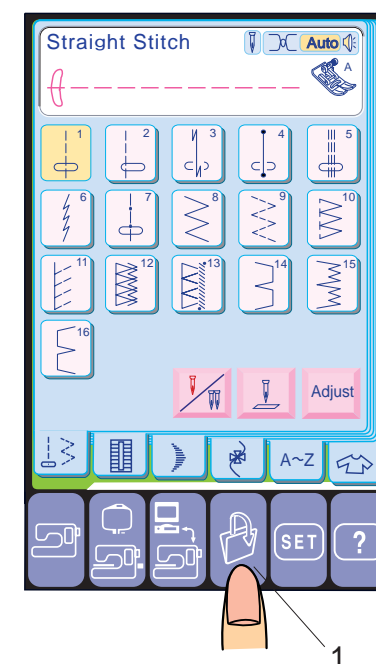 Straight Stitch Auto
A
1 2 3 4 5
6 7 8 9 10
11 12 13 14 15
16
Adjust
A~Z
SET ?
1